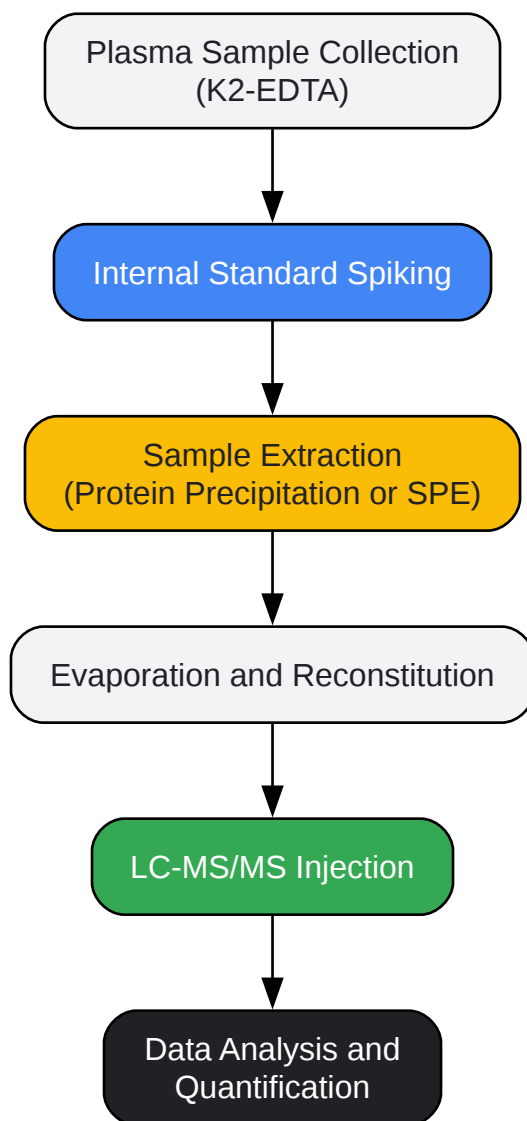 Plasma Sample Collection
(K2-EDTA)
Internal Standard Spiking
Sample Extraction
(Protein Precipitation or SPE)
Evaporation and Reconstitution
LC-MS/MS Injection
Data Analysis and
Quantification